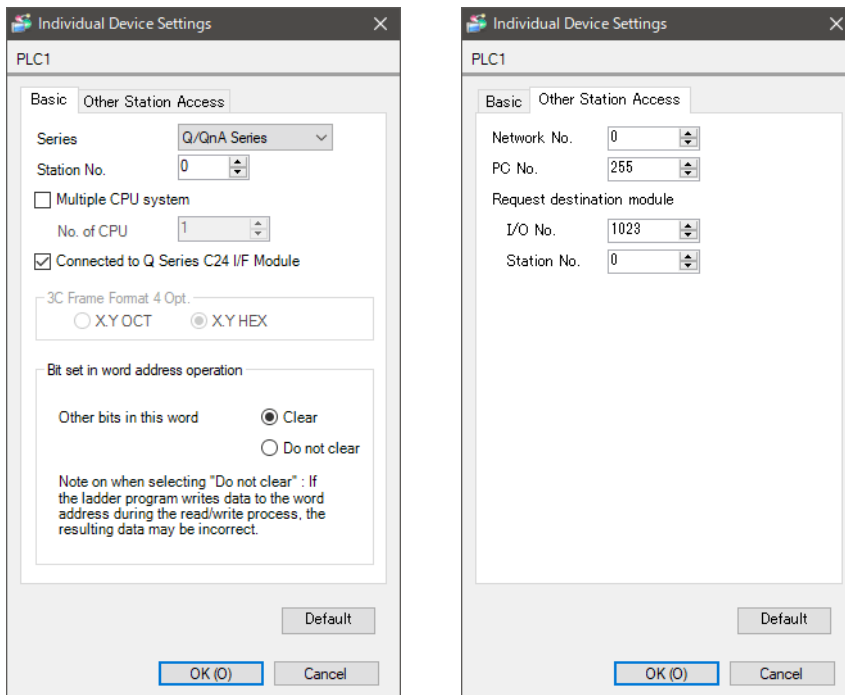 Individual Device Settings
PLC1
Basic
Other Station Access
Series
Q/QnA Series
Station No.
0
Multiple CPU system
No. of CPU
1
Connected to Q Series C24 I/F Module
3C Frame Format 4 Opt.
X.Y OCT
X.Y HEX
Bit set in word address operation
Other bits in this word
Clear
Do not clear
Note on when selecting "Do not clear" : If
the ladder program writes data to the word
address during the read/write process, the
resulting data may be incorrect.
Default
OK (O)
Cancel
Individual Device Settings
PLC1
Basic
Other Station Access
Network No.
0
PC No.
255
Request destination module
I/O No.
1023
Station No.
0
Default
OK (O)
Cancel